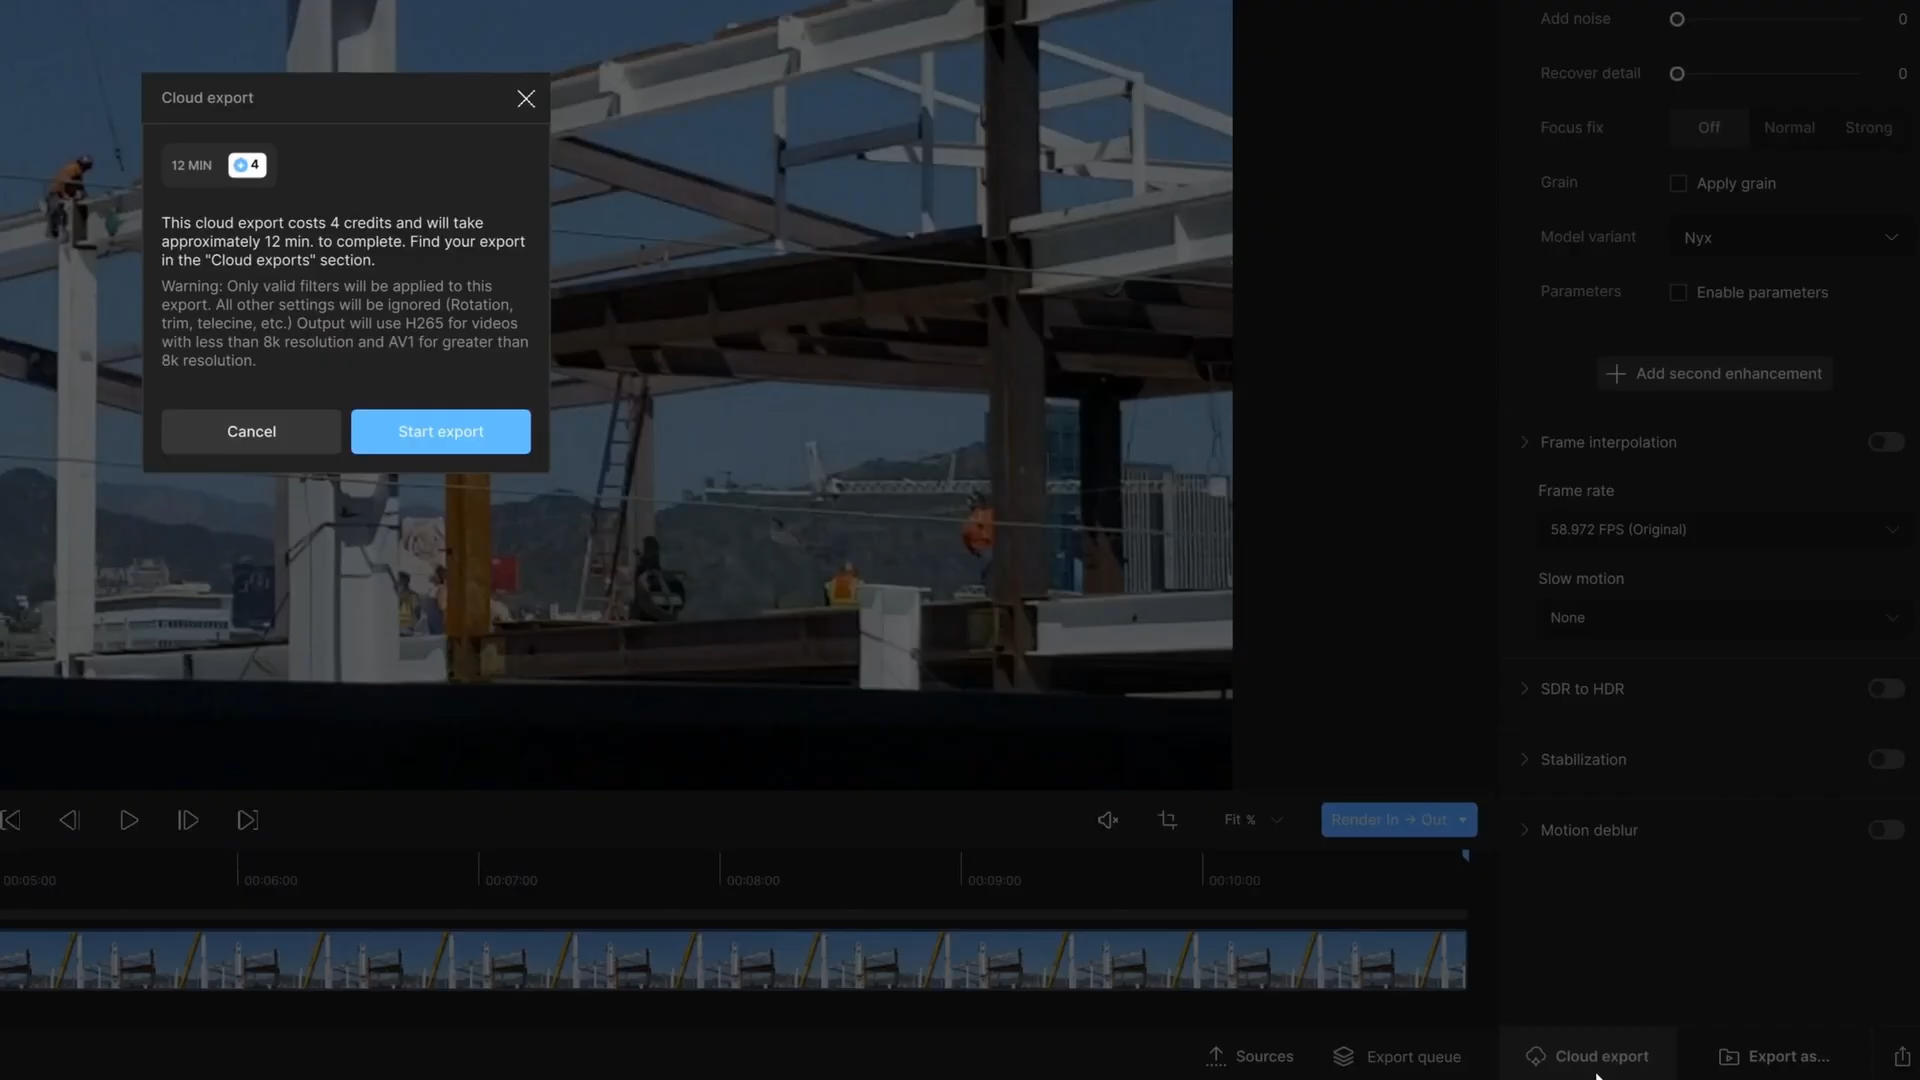 Cloud export
12 MIN 4
This cloud export costs 4 credits and will take
approximately 12 min. to complete. Find your export
in the "Cloud exports" section.
Warning: Only valid filters will be applied to this
export. All other settings will be ignored (Rotation,
trim, telecine, etc.) Output will use H265 for videos
with less than 8k resolution and AV1 for greater than
8k resolution.
Cancel
Start export
Add noise 0
Recover detail 0
Focus fix Off Normal Strong
Grain Apply grain
Model variant Nyx
Parameters Enable parameters
Add second enhancement
Frame interpolation
Frame rate
58.972 FPS (Original)
Slow motion
None
SDR to HDR
Stabilization
Motion deblur
Fit %
Render In → Out
00:05:00 00:06:00 00:07:00 00:08:00 00:09:00 00:10:00
Sources Export queue Cloud export Export as...